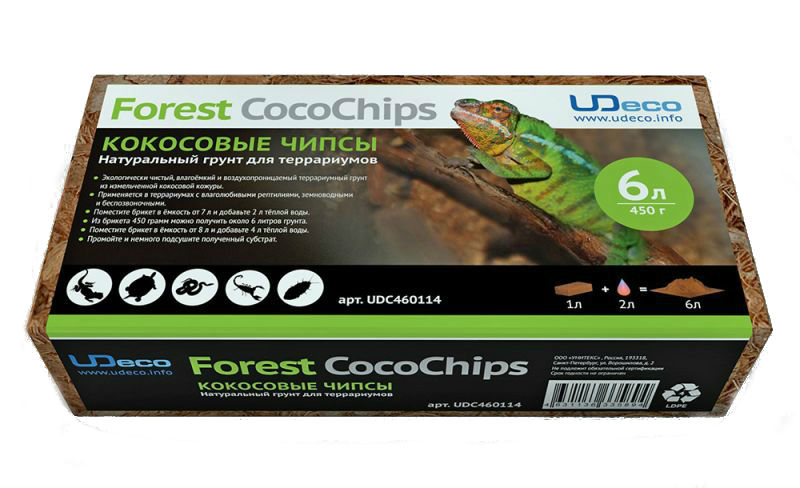 Forest CocoChips
UDeco
www.udeco.info
КОКОСОВЫЕ ЧИПСЫ
Натуральный грунт для террариумов
• Экологически чистый, влагоёмкий и воздухопроницаемый террариумный грунт
из измельченной кокосовой кожуры.
• Применяется в террариумах с влаголюбивыми рептилиями, земноводными
и беспозвоночными.
• Поместите брикет в ёмкость от 7 л и добавьте 2 л тёплой воды.
• Из брикета 450 грамм можно получить около 6 литров грунта.
• Поместите брикет в ёмкость от 8 л и добавьте 4 л тёплой воды.
• Промойте и немного подсушите полученный субстрат.
6 л
450 г
арт. UDC460114
1л + 2л = 6л
UDeco
www.udeco.info
Forest CocoChips
КОКОСОВЫЕ ЧИПСЫ
Натуральный грунт для террариумов
арт. UDC460114
ООО «УНИТЕКС», Россия, 193318,
Санкт-Петербург, ул. Ворошилова, д. 2
Не подлежит обязательной сертификации
Срок годности не ограничен
4631136335894
4
LDPE